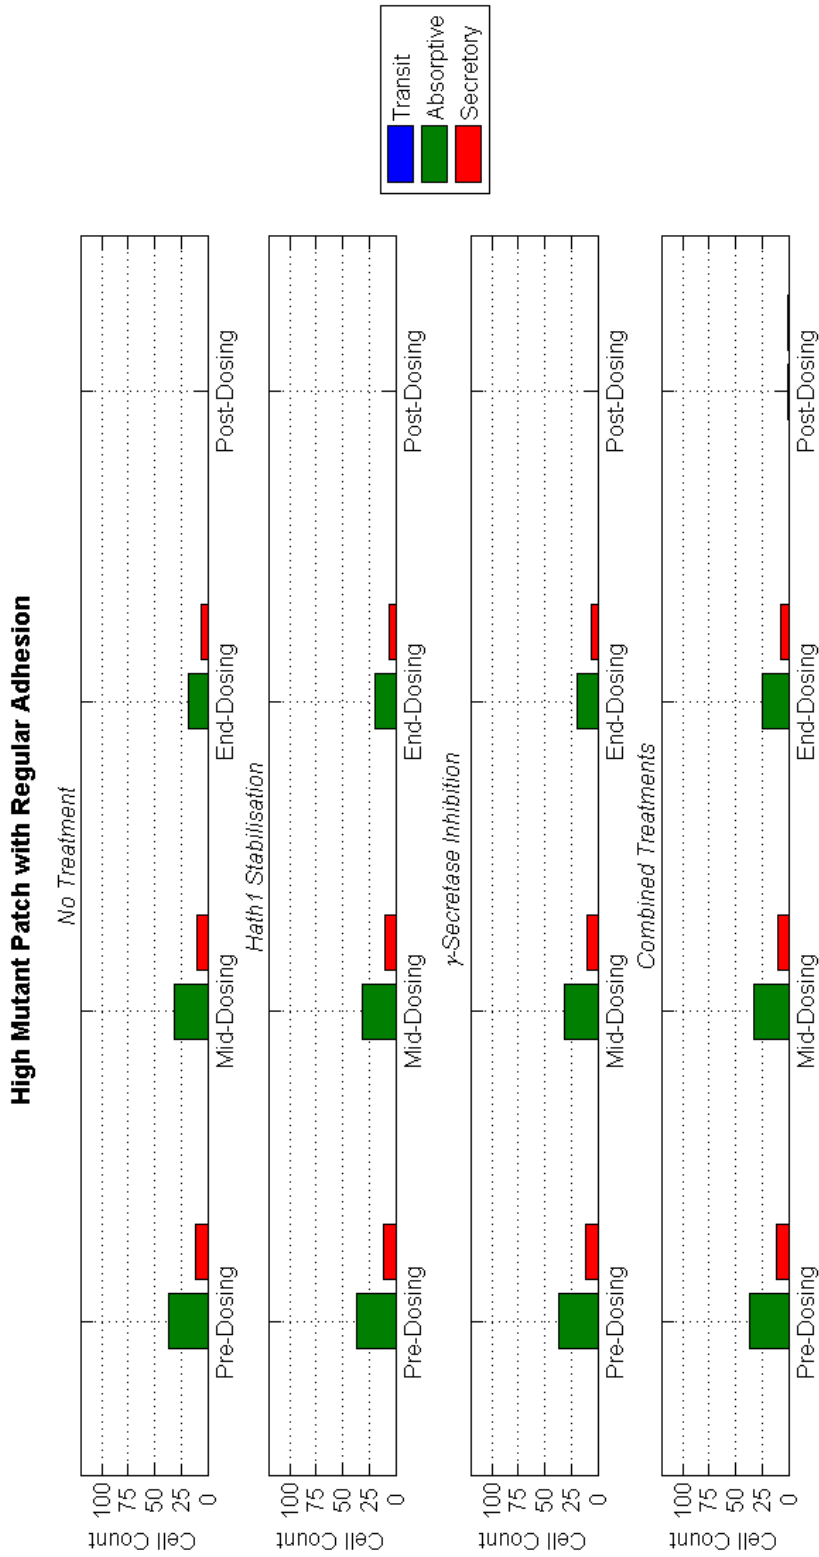 High Mutant Patch with Regular Adhesion
No Treatment
Cell Count
100
75
50
25
0
Pre-Dosing
Mid-Dosing
End-Dosing
Post-Dosing
Hath1 Stabilisation
Cell Count
100
75
50
25
0
Pre-Dosing
Mid-Dosing
End-Dosing
Post-Dosing
γ-Secretase Inhibition
Cell Count
100
75
50
25
0
Pre-Dosing
Mid-Dosing
End-Dosing
Post-Dosing
Combined Treatments
Cell Count
100
75
50
25
0
Pre-Dosing
Mid-Dosing
End-Dosing
Post-Dosing
Transit
Absorptive
Secretory